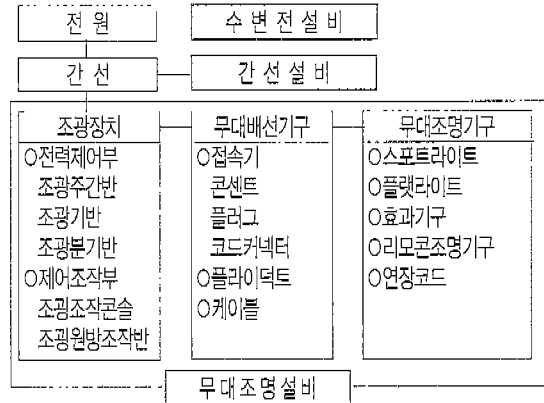 전원
수변전설비
간선
간선설비
조광장치
○전력제어부
조광주간반
조광기반
조광분기반
○제어조작부
조광조작콘솔
조광원방조작반
무대배선기구
○접속기
콘센트
플러그
코드커넥터
○플라이덕트
○케이블
무대조명기구
○스포트라이트
○플랫라이트
○효과기구
○리모콘조명기구
○연장코드
무대조명설비